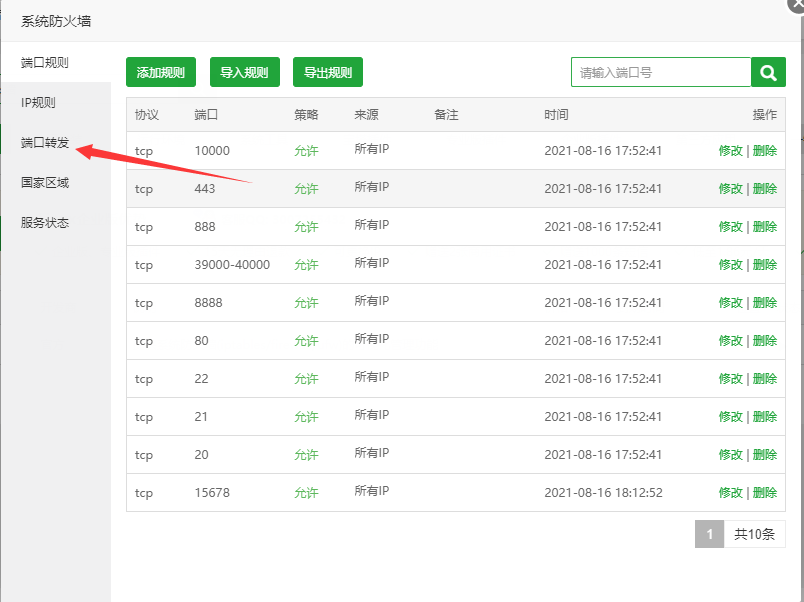 系统防火墙
端口规则
IP规则
端口转发
国家区域
服务状态
添加规则 导入规则 导出规则 请输入端口号
协议 端口 策略 来源 备注 时间 操作
tcp 10000 允许 所有IP 2021-08-16 17:52:41 修改 | 删除
tcp 443 允许 所有IP 2021-08-16 17:52:41 修改 | 删除
tcp 888 允许 所有IP 2021-08-16 17:52:41 修改 | 删除
tcp 39000-40000 允许 所有IP 2021-08-16 17:52:41 修改 | 删除
tcp 8888 允许 所有IP 2021-08-16 17:52:41 修改 | 删除
tcp 80 允许 所有IP 2021-08-16 17:52:41 修改 | 删除
tcp 22 允许 所有IP 2021-08-16 17:52:41 修改 | 删除
tcp 21 允许 所有IP 2021-08-16 17:52:41 修改 | 删除
tcp 20 允许 所有IP 2021-08-16 17:52:41 修改 | 删除
tcp 15678 允许 所有IP 2021-08-16 18:12:52 修改 | 删除
1 共10条